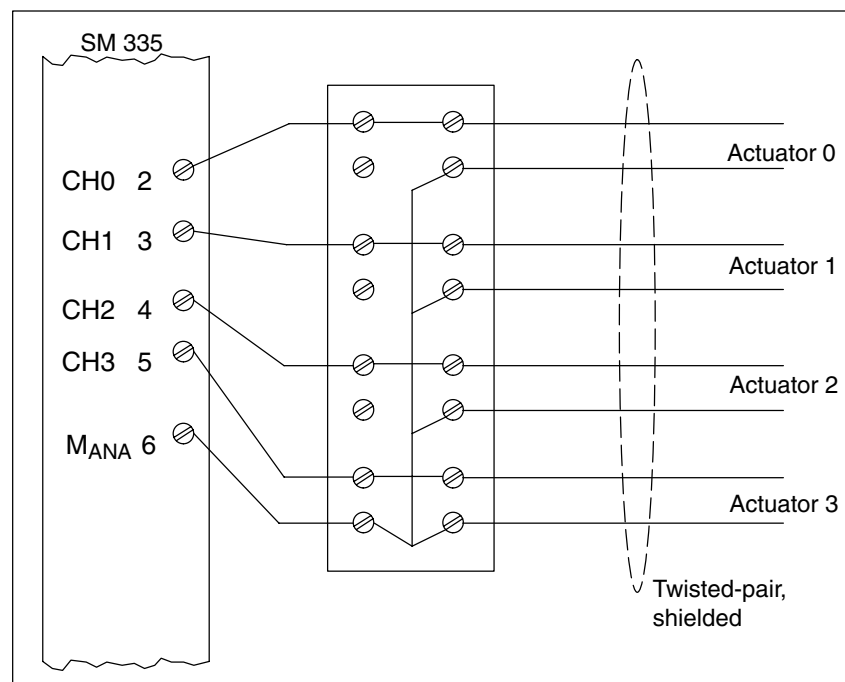 SM 335
CH0 2
CH1 3
CH2 4
CH3 5
MANA 6
Actuator 0
Actuator 1
Actuator 2
Actuator 3
Twisted-pair,
shielded